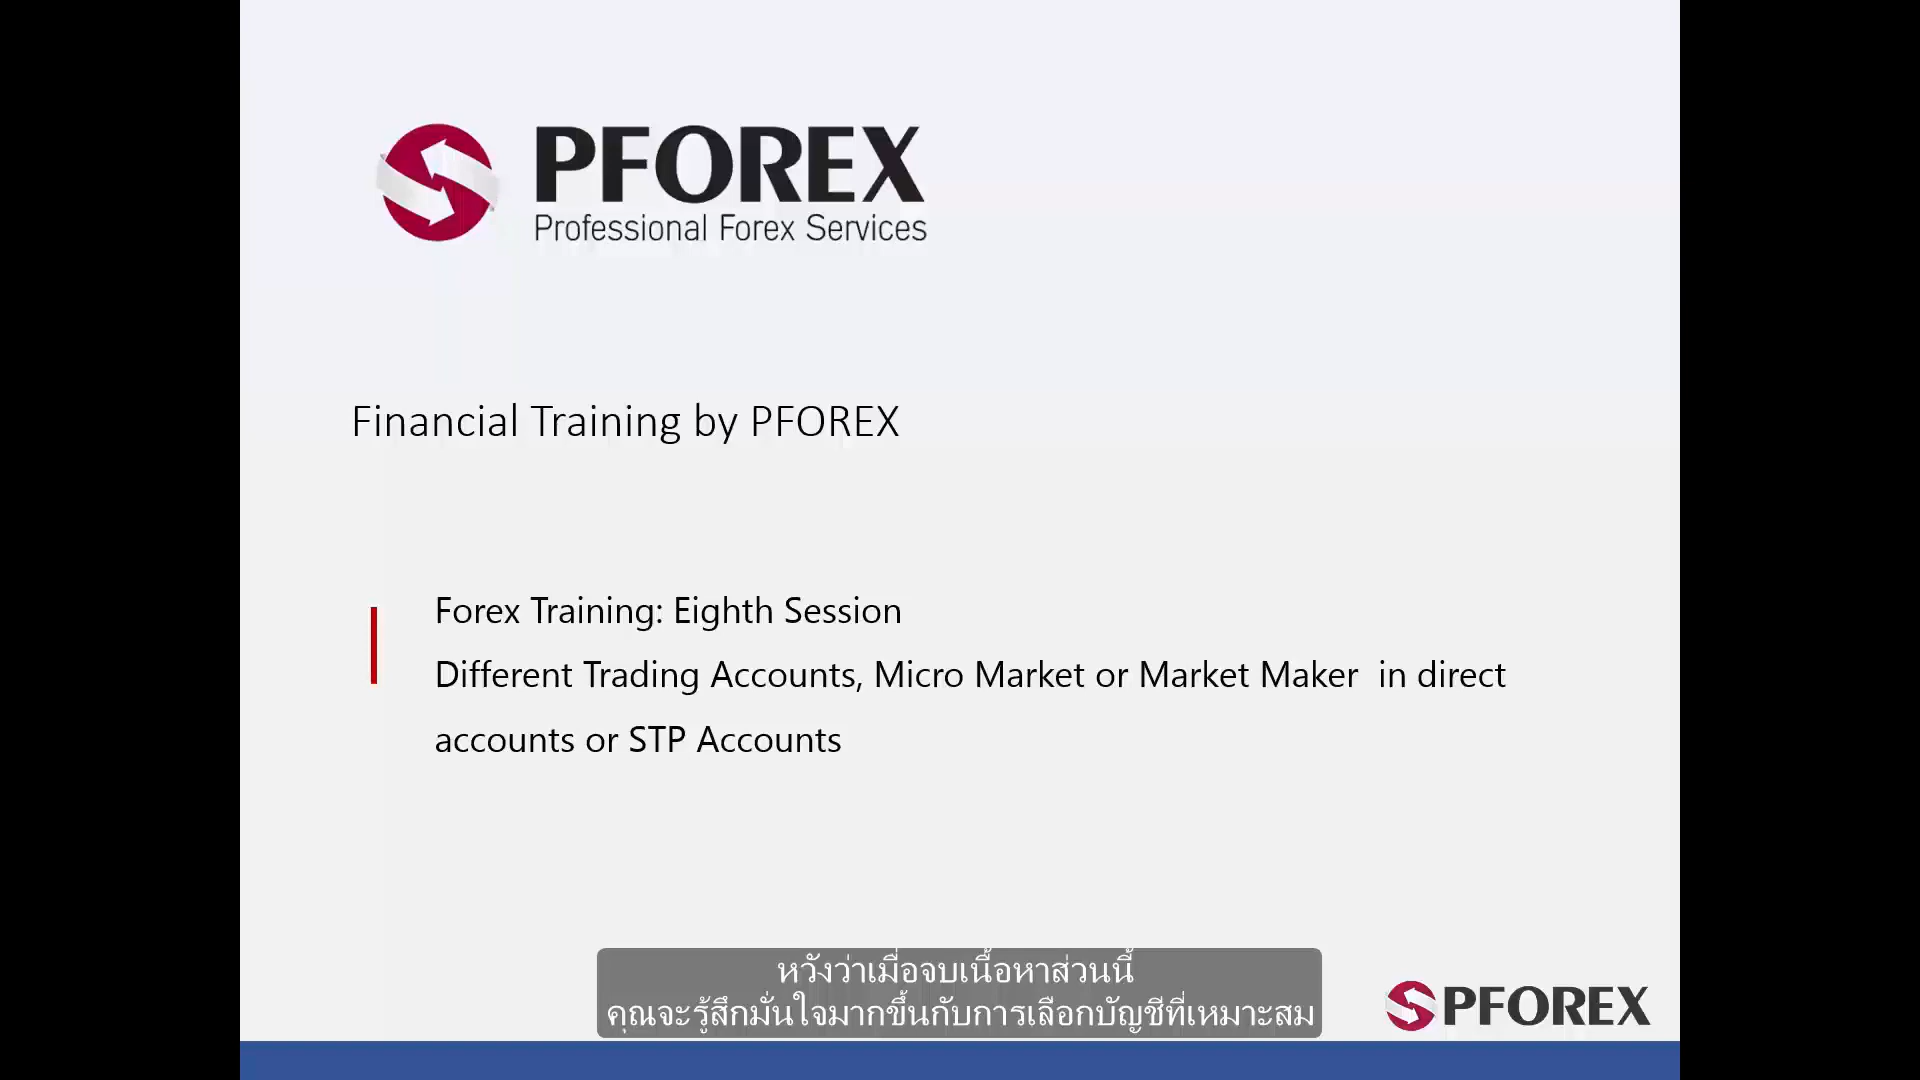 PFOREX
Professional Forex Services
Financial Training by PFOREX
Forex Training: Eighth Session
Different Trading Accounts, Micro Market or Market Maker in direct
accounts or STP Accounts
หวังว่าเมื่อจบเนื้อหาส่วนนี้
คุณจะรู้สึกมั่นใจมากขึ้นกับการเลือกบัญชีที่เหมาะสม
PFOREX